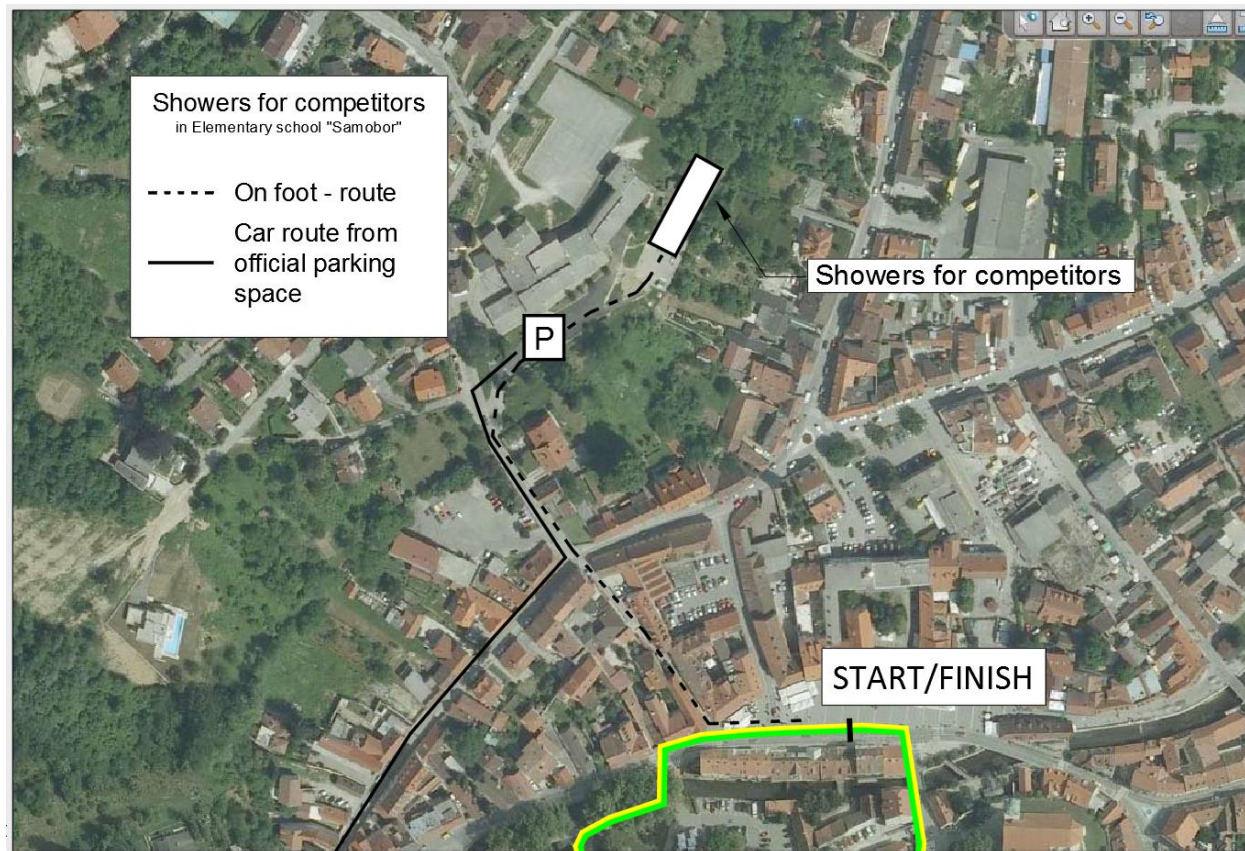 Showers for competitors
in Elementary school "Samobor"
On foot - route
Car route from
official parking
space
Showers for competitors
P
START/FINISH